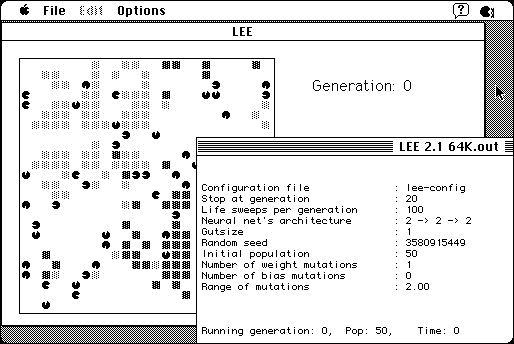 File Edit Options
LEE
Generation: 0
LEE 2.1 64K.out
Configuration file : lee-config
Stop at generation : 20
Life sweeps per generation : 100
Neural net's architecture : 2 -> 2 -> 2
Gutsize : 1
Random seed : 3580915449
Initial population : 50
Number of weight mutations : 1
Number of bias mutations : 0
Range of mutations : 2.00
Running generation: 0, Pop: 50, Time: 0